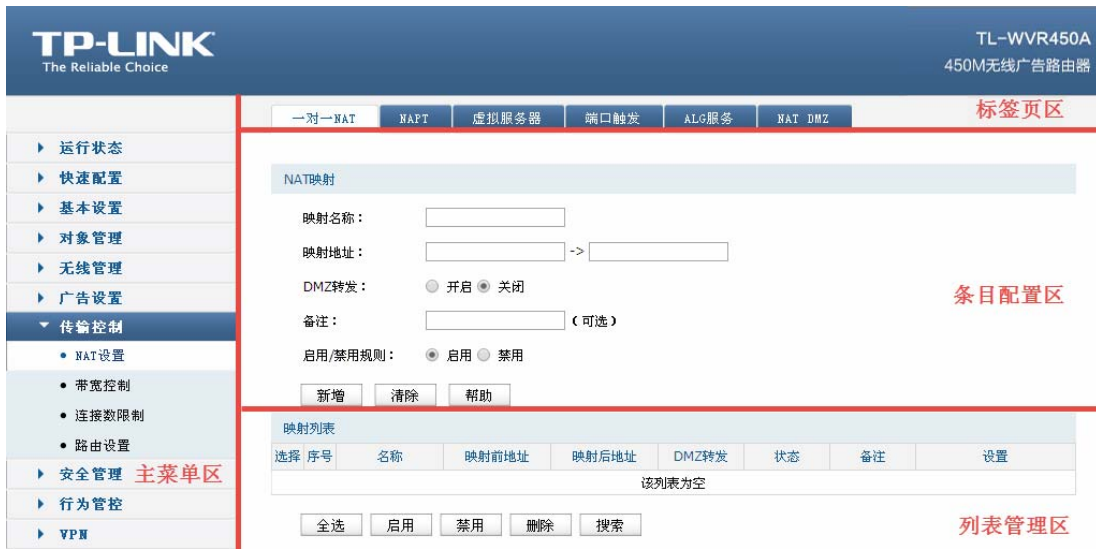 TP-LINK
The Reliable Choice
TL-WVR450A
450M无线广告路由器
一对一NAT NAPT 虚拟服务器 端口触发 ALG服务 NAT DMZ 标签页区
运行状态
快速配置
基本设置
对象管理
无线管理
广告设置
传输控制
NAT设置
带宽控制
连接数限制
路由设置
安全管理 主菜单区
行为管控
VPN
NAT映射
映射名称:
映射地址: ->
DMZ转发: 开启 关闭
备注: (可选)
启用/禁用规则: 启用 禁用
新增 清除 帮助
条目配置区
映射列表
选择 序号 名称 映射前地址 映射后地址 DMZ转发 状态 备注 设置
该列表为空
全选 启用 禁用 删除 搜索
列表管理区